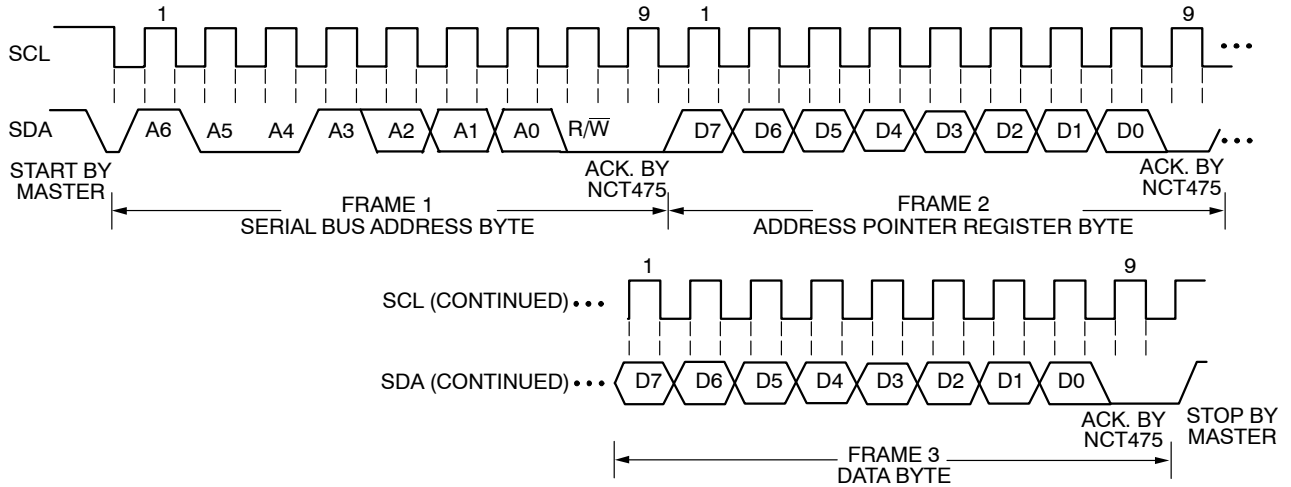 1 9 1 9
SCL
SDA A6 A5 A4 A3 A2 A1 A0 R/W̅ D7 D6 D5 D4 D3 D2 D1 D0
START BY
MASTER
ACK. BY
NCT475
ACK. BY
NCT475
FRAME 1
SERIAL BUS ADDRESS BYTE
FRAME 2
ADDRESS POINTER REGISTER BYTE
1 9
SCL (CONTINUED)
SDA (CONTINUED) D7 D6 D5 D4 D3 D2 D1 D0
ACK. BY
NCT475
STOP BY
MASTER
FRAME 3
DATA BYTE